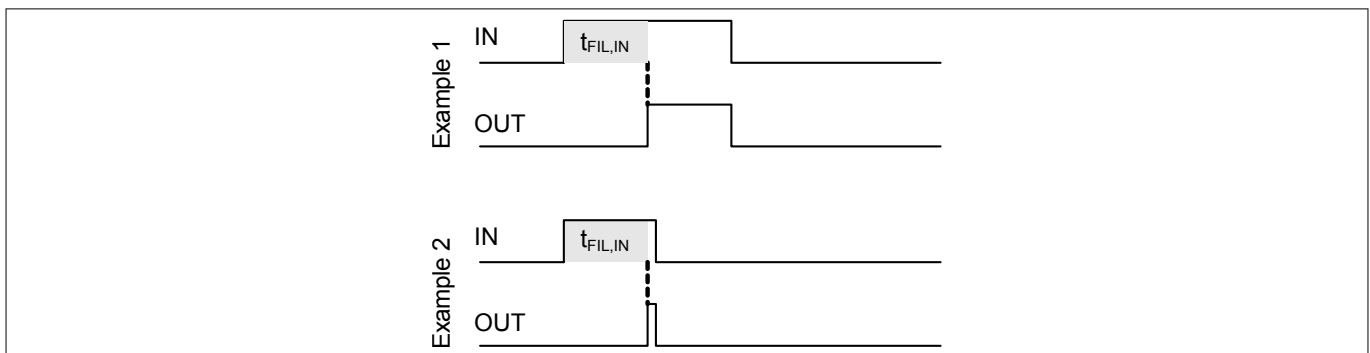 Example 1
IN
tFIL,IN
OUT
Example 2
IN
tFIL,IN
OUT